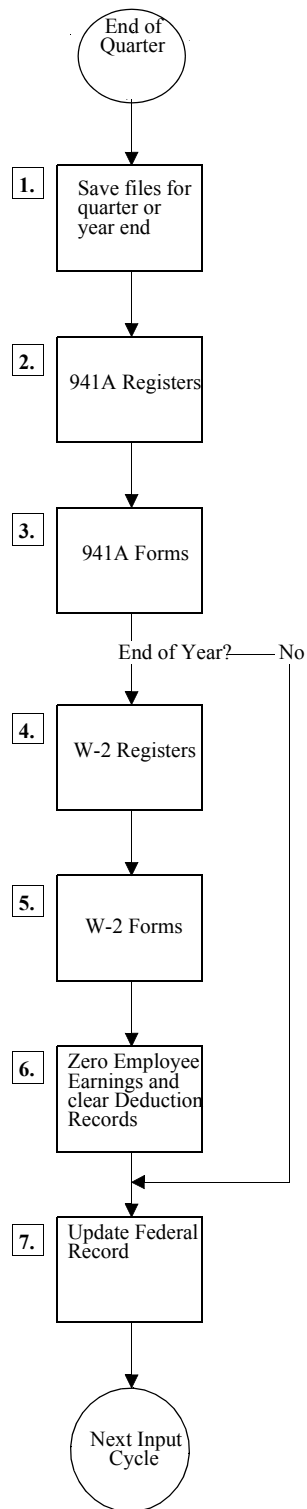 End of
Quarter
1.
Save files for
quarter or
year end
2.
941A Registers
3.
941A Forms
End of Year?
No
4.
W-2 Registers
5.
W-2 Forms
6.
Zero Employee
Earnings and
clear Deduction
Records
7.
Update Federal
Record
Next Input
Cycle